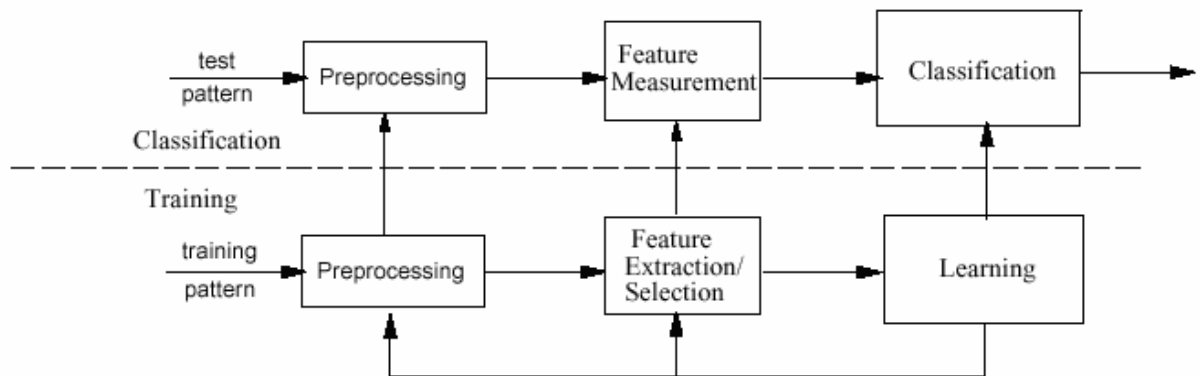 test
pattern
Preprocessing
Feature
Measurement
Classification
Classification
Training
training
pattern
Preprocessing
Feature
Extraction/
Selection
Learning